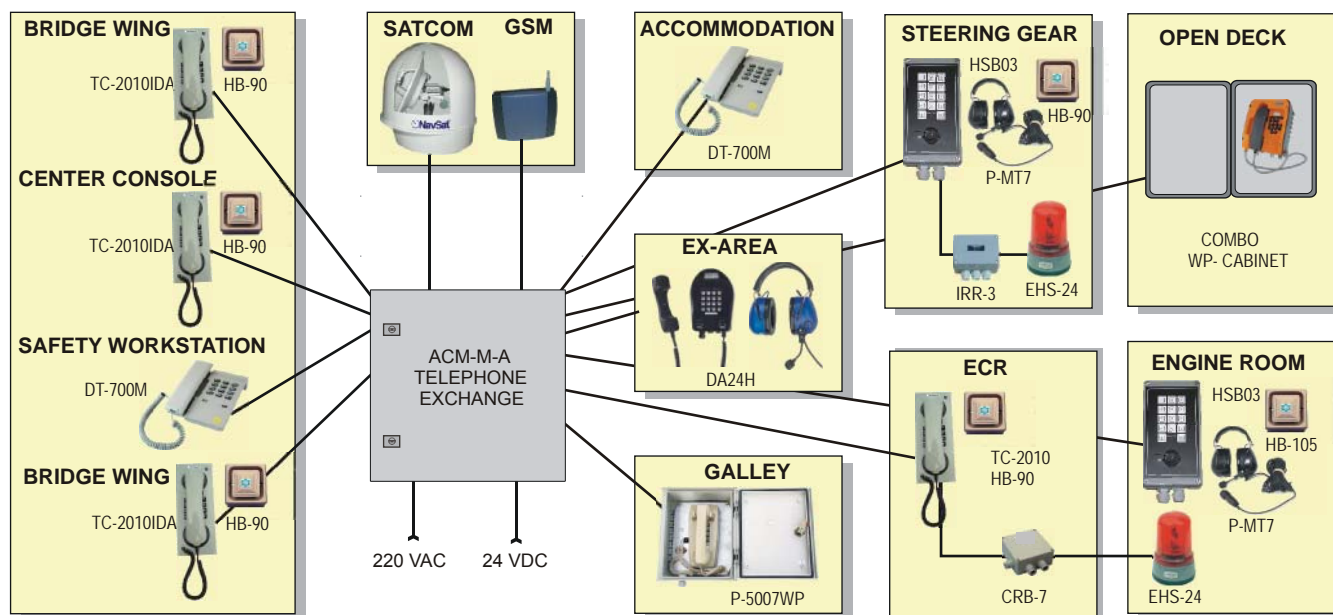 BRIDGE WING
TC-2010IDA
HB-90
CENTER CONSOLE
TC-2010IDA
HB-90
SAFETY WORKSTATION
DT-700M
BRIDGE WING
TC-2010IDA
HB-90
SATCOM
GSM
NavSat
ACCOMMODATION
DT-700M
STEERING GEAR
HSB03
HB-90
P-MT7
IRR-3
EHS-24
OPEN DECK
COMBO
WP- CABINET
EX-AREA
DA24H
ACM-M-A
TELEPHONE
EXCHANGE
220 VAC
24 VDC
GALLEY
P-5007WP
ECR
TC-2010
HB-90
CRB-7
ENGINE ROOM
HSB03
HB-105
P-MT7
EHS-24